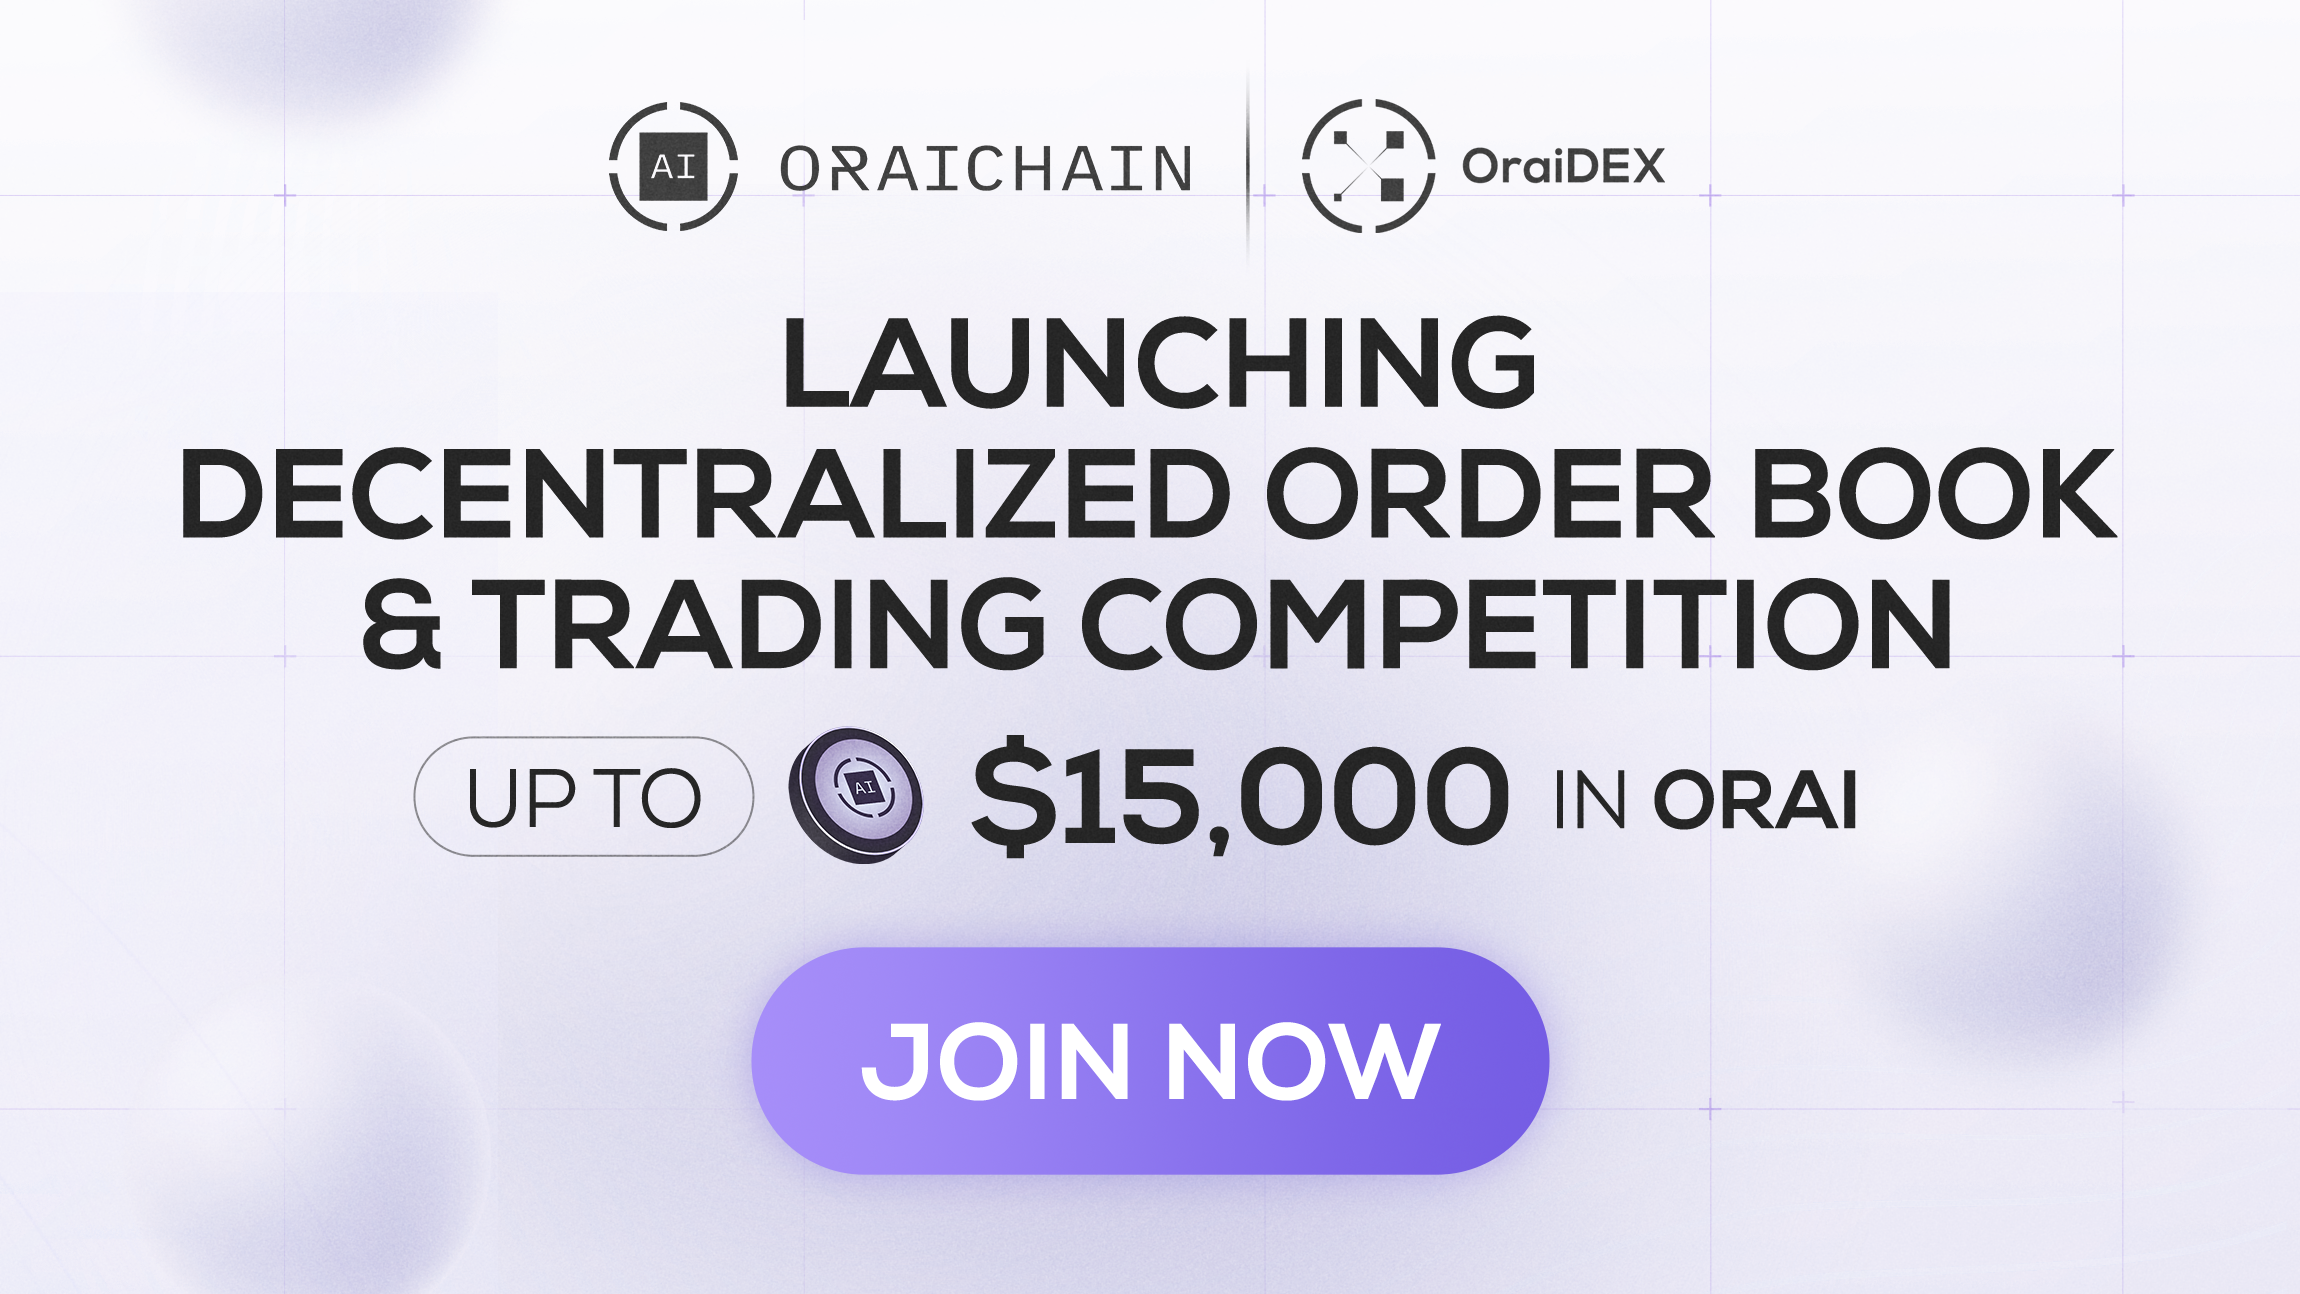 AI ORAICHAIN OraiDEX
LAUNCHING
DECENTRALIZED ORDER BOOK
& TRADING COMPETITION
UP TO AI $15,000 IN ORAI
JOIN NOW